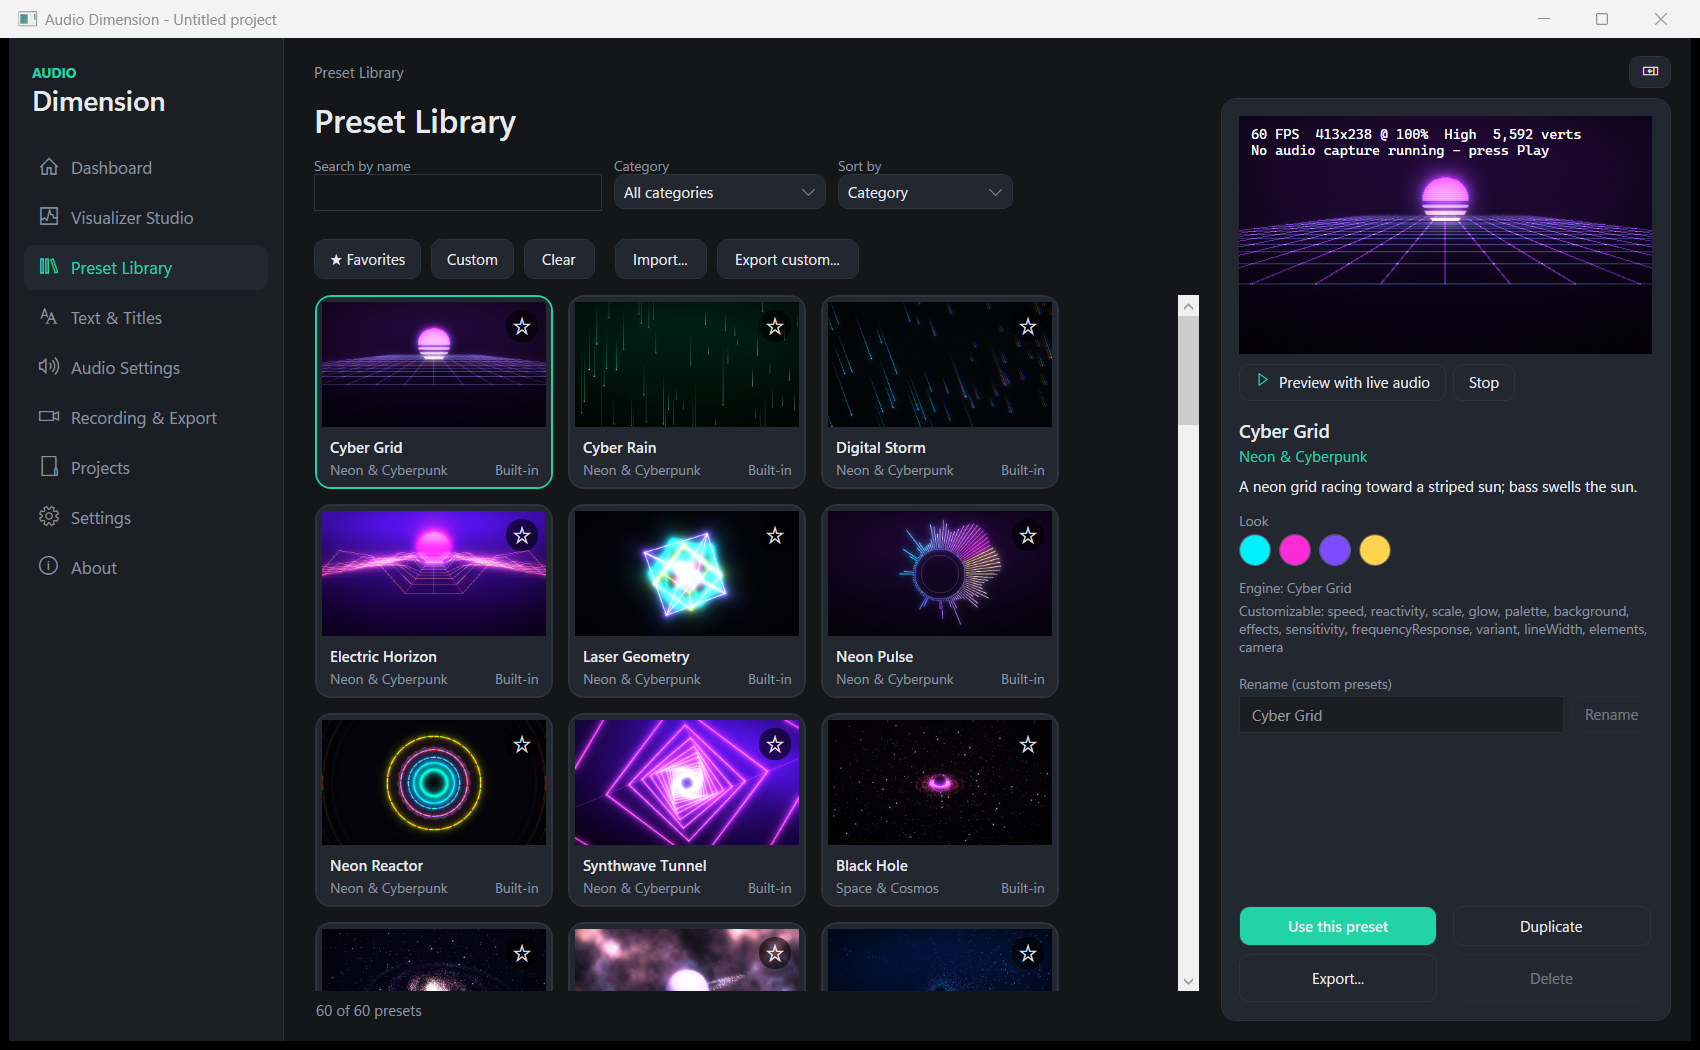 Audio Dimension - Untitled project
AUDIO
Dimension
Dashboard
Visualizer Studio
Preset Library
Text & Titles
Audio Settings
Recording & Export
Projects
Settings
About
Preset Library
Preset Library
Search by name
Category
Sort by
All categories
Category
★ Favorites
Custom
Clear
Import...
Export custom...
Cyber Grid
Neon & Cyberpunk
Built-in
Cyber Rain
Neon & Cyberpunk
Built-in
Digital Storm
Neon & Cyberpunk
Built-in
Electric Horizon
Neon & Cyberpunk
Built-in
Laser Geometry
Neon & Cyberpunk
Built-in
Neon Pulse
Neon & Cyberpunk
Built-in
Neon Reactor
Neon & Cyberpunk
Built-in
Synthwave Tunnel
Neon & Cyberpunk
Built-in
Black Hole
Space & Cosmos
Built-in
60 of 60 presets
60 FPS  413x238 @ 100%  High  5,592 verts
No audio capture running — press Play
Preview with live audio
Stop
Cyber Grid
Neon & Cyberpunk
A neon grid racing toward a striped sun; bass swells the sun.
Look
Engine: Cyber Grid
Customizable: speed, reactivity, scale, glow, palette, background,
effects, sensitivity, frequencyResponse, variant, lineWidth, elements,
camera
Rename (custom presets)
Cyber Grid
Rename
Use this preset
Duplicate
Export...
Delete